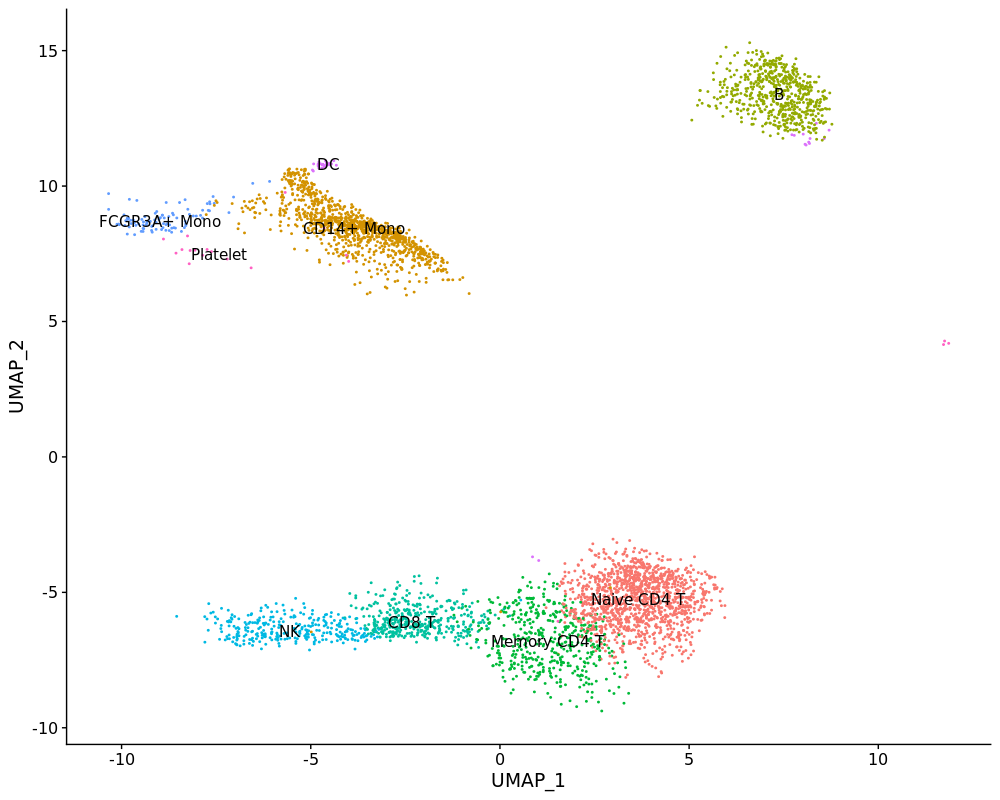 15
B
DC
10
FCGR3A+ Mono
CD14+ Mono
Platelet
5
UMAP_2
0
-5
Naive CD4 T
CD8 T
NK
Memory CD4 T
-10
-10
-5
0
5
10
UMAP_1